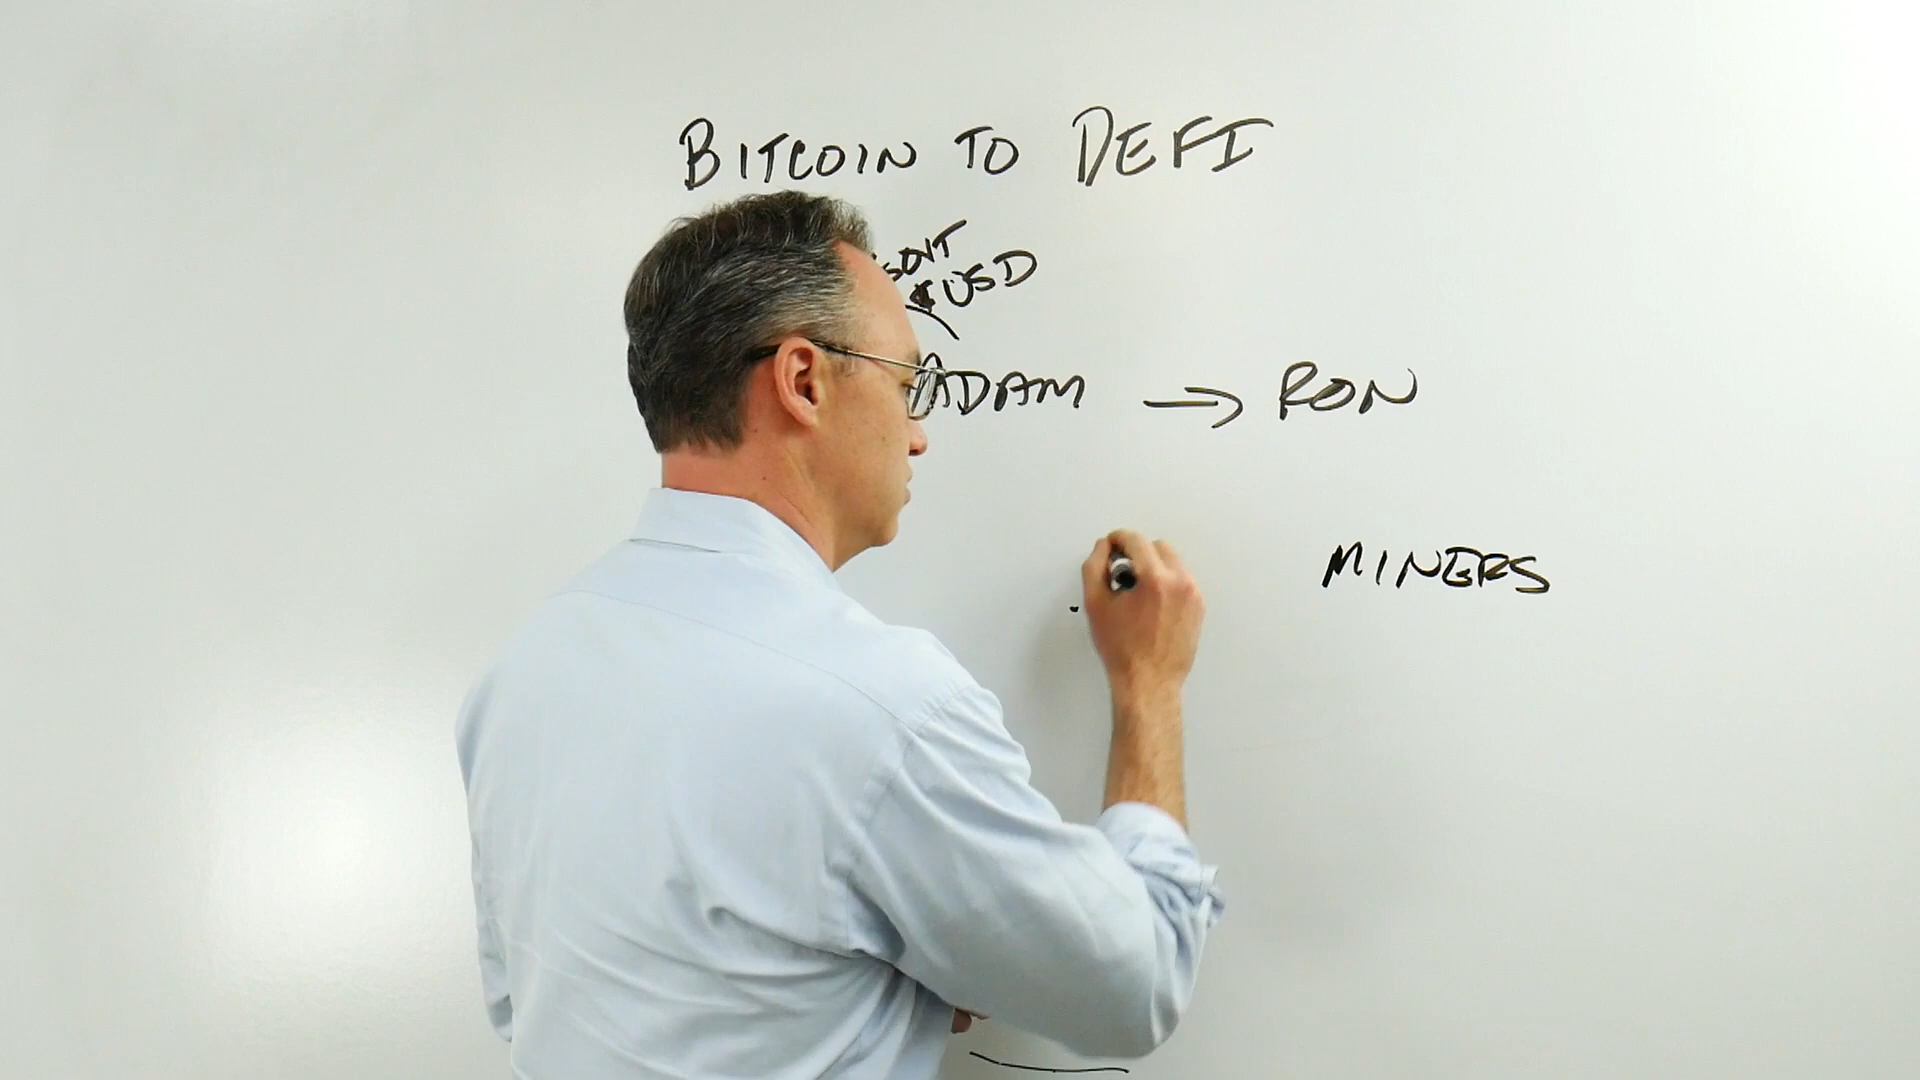 BITCOIN TO DEFI
USD
ADAM → RON
MINERS